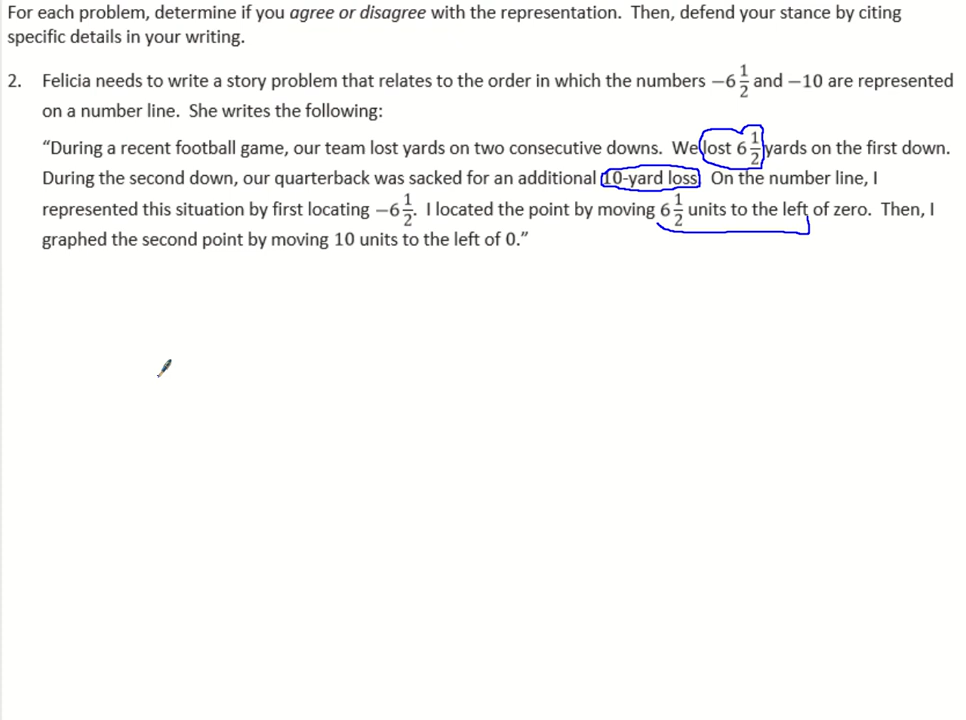 For each problem, determine if you agree or disagree with the representation. Then, defend your stance by citing
specific details in your writing.
2. Felicia needs to write a story problem that relates to the order in which the numbers −6 1/2 and −10 are represented
on a number line. She writes the following:
“During a recent football game, our team lost yards on two consecutive downs. We lost 6 1/2 yards on the first down.
During the second down, our quarterback was sacked for an additional 10-yard loss. On the number line, I
represented this situation by first locating −6 1/2. I located the point by moving 6 1/2 units to the left of zero. Then, I
graphed the second point by moving 10 units to the left of 0.”